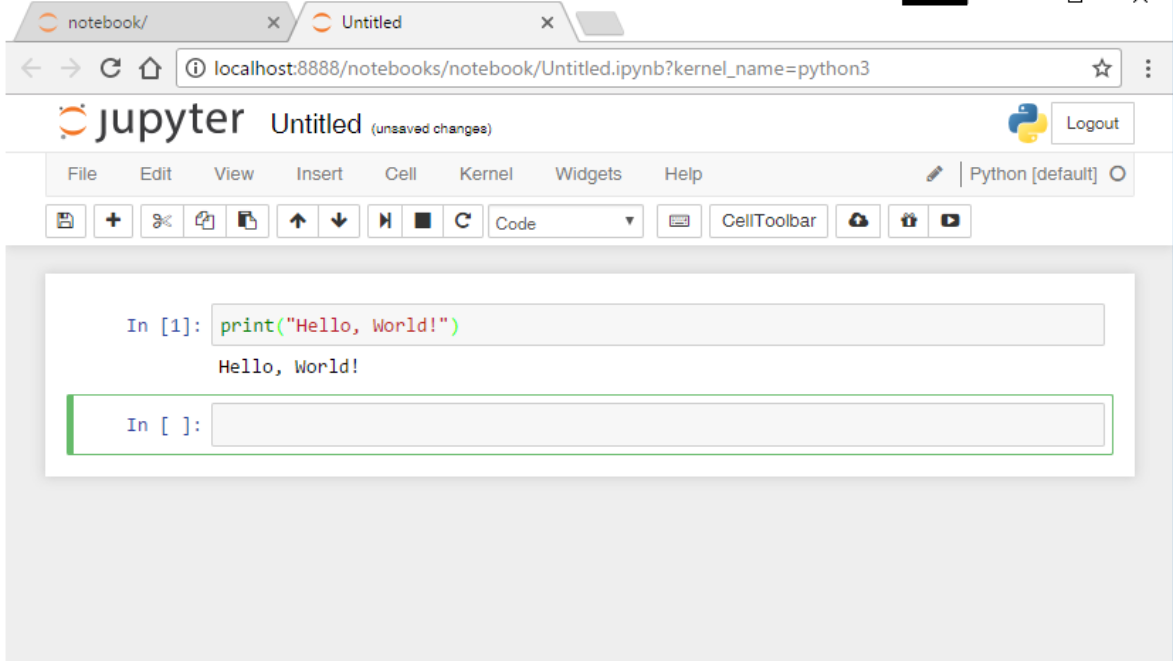 notebook/ Untitled
localhost:8888/notebooks/notebook/Untitled.ipynb?kernel_name=python3
jupyter Untitled (unsaved changes) Logout
File Edit View Insert Cell Kernel Widgets Help Python [default]
Code CellToolbar
In [1]: print("Hello, World!")
Hello, World!
In [ ]: